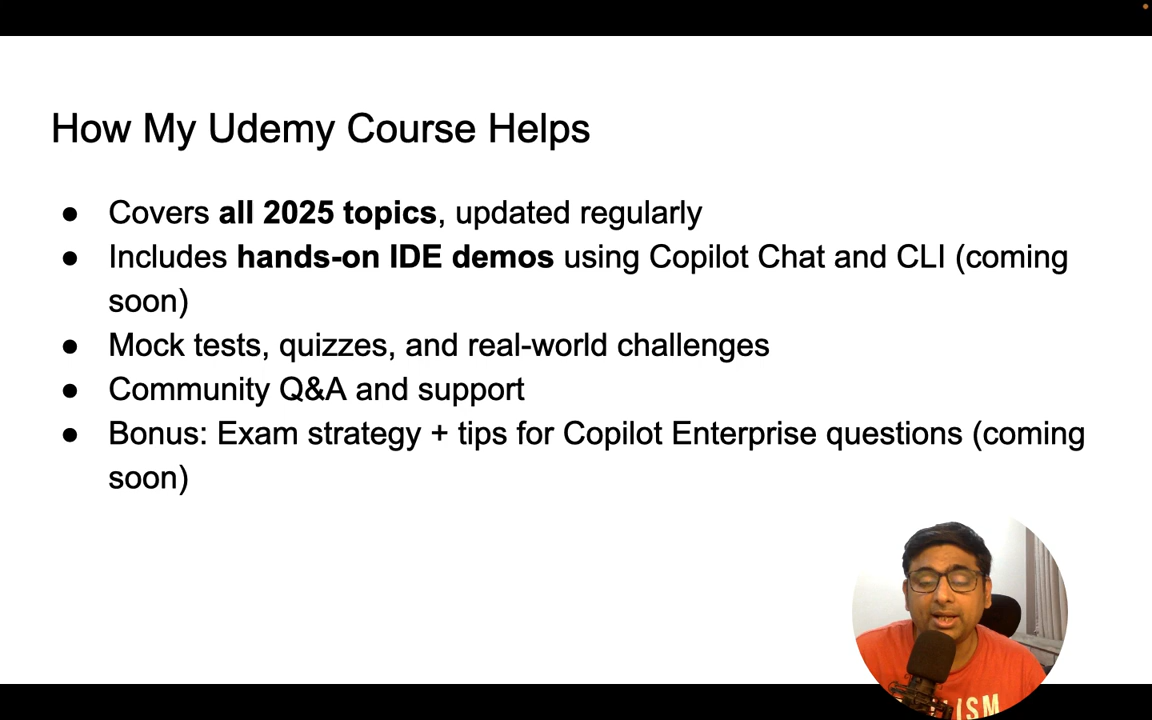 How My Udemy Course Helps
● Covers all 2025 topics, updated regularly
● Includes hands-on IDE demos using Copilot Chat and CLI (coming
soon)
● Mock tests, quizzes, and real-world challenges
● Community Q&A and support
● Bonus: Exam strategy + tips for Copilot Enterprise questions (coming
soon)